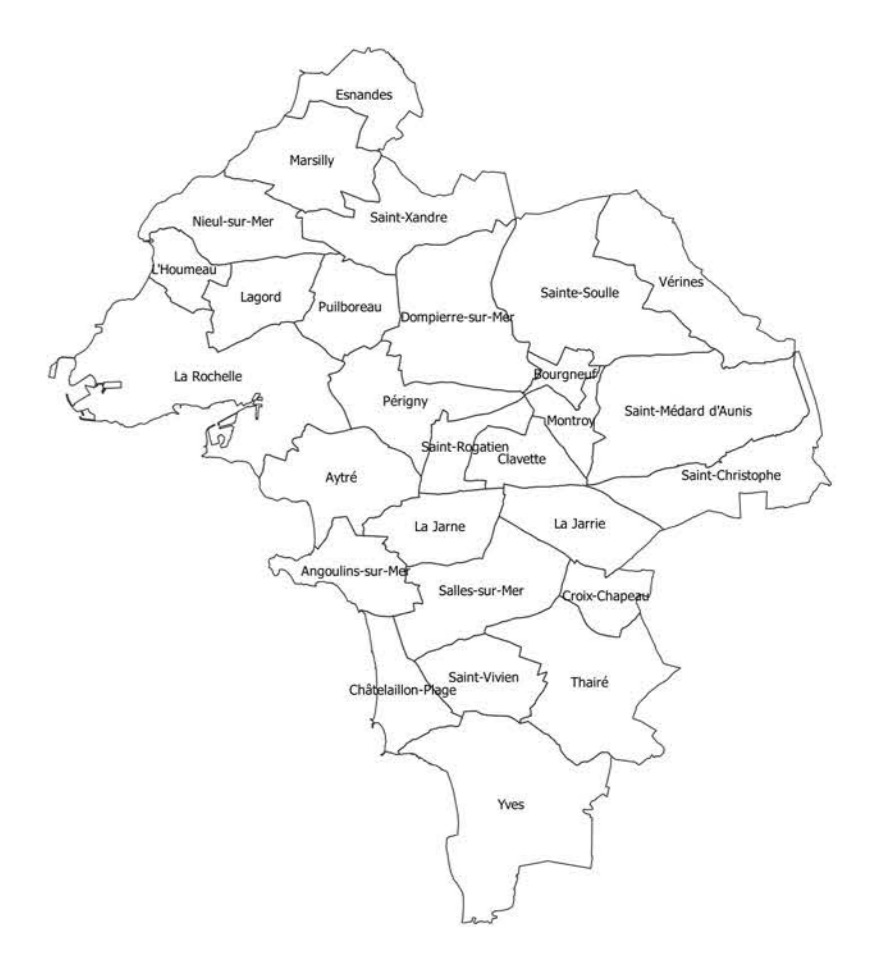 Esnandes
Marsilly
Saint-Xandre
Nieul-sur-Mer
L'Houmeau
Vérines
Sainte-Soulle
Lagord
Puilboreau
Dompierre-sur-Mer
La Rochelle
Bourgneuf
Périgny
Saint-Médard d'Aunis
Montroy
Saint-Rogatien
Clavette
Saint-Christophe
Aytré
La Jarne
La Jarrie
Angoulins-sur-Mer
Salles-sur-Mer
Croix-Chapeau
Saint-Vivien
Thairé
Châtelaillon-Plage
Yves